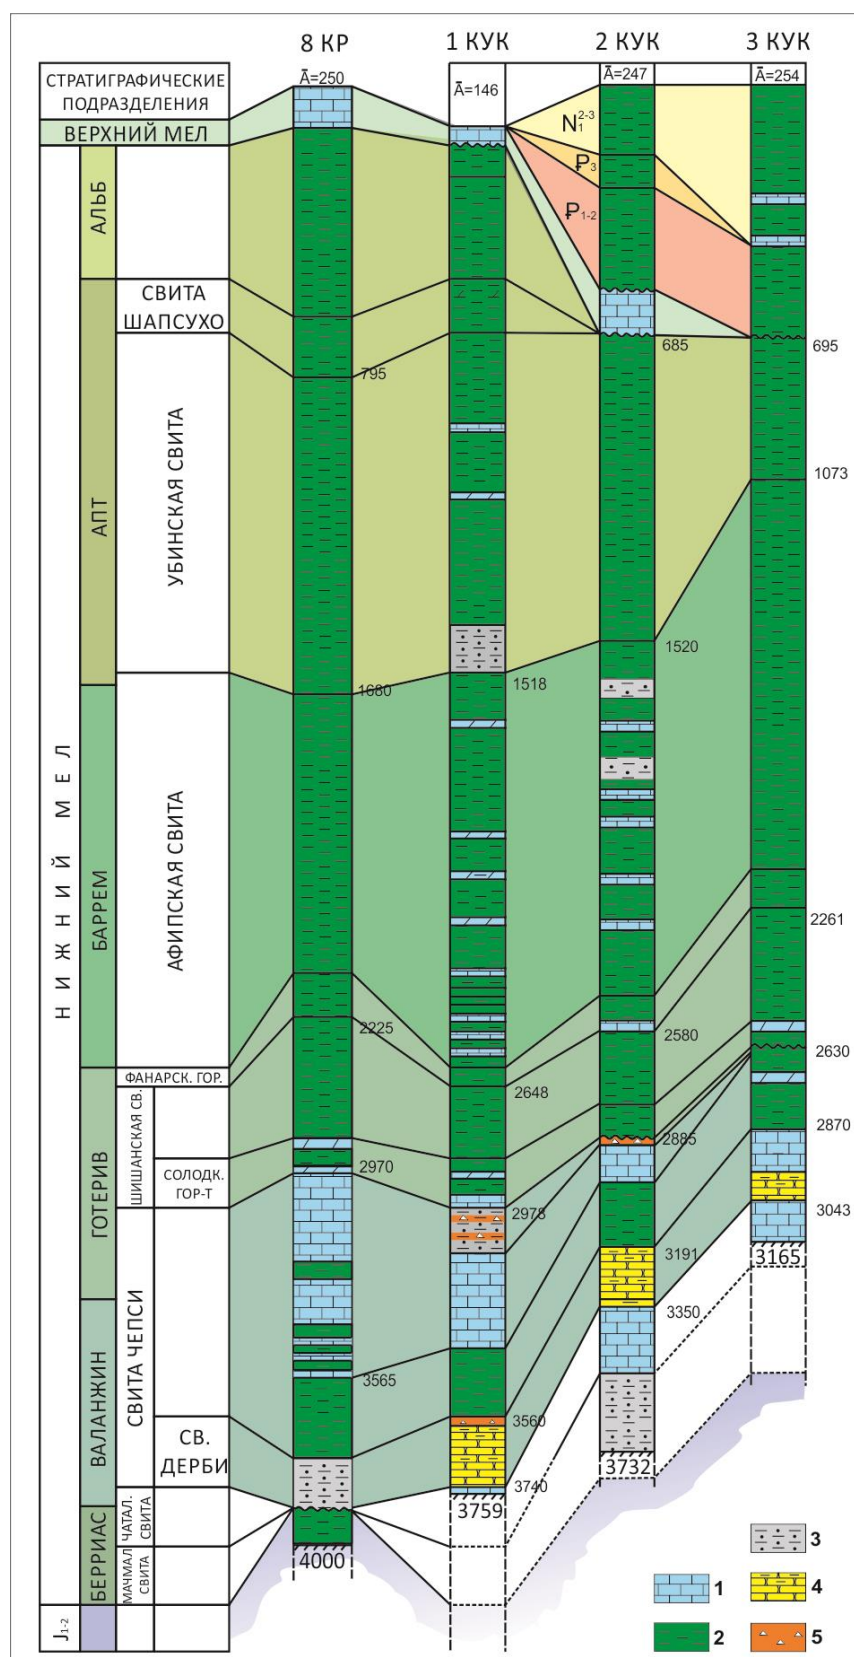 8 КР
1 КУК
2 КУК
3 КУК
СТРАТИГРАФИЧЕСКИЕ
ПОДРАЗДЕЛЕНИЯ
Ā=250
Ā=146
Ā=247
Ā=254
ВЕРХНИЙ МЕЛ
N₁²⁻³
₽₃
₽₁₋₂
НИЖНИЙ МЕЛ
АЛЬБ
АПТ
БАРРЕМ
ГОТЕРИВ
ВАЛАНЖИН
БЕРРИАС
J₁₋₂
СВИТА
ШАПСУХО
УБИНСКАЯ СВИТА
АФИПСКАЯ СВИТА
ФАНАРСК. ГОР.
ШИШАНСКАЯ СВ.
СОЛОДК.
ГОР-Т
СВИТА ЧЕПСИ
СВ.
ДЕРБИ
ЧАТАЛ.
СВИТА
МАЧМАЛ
СВИТА
795
1680
2225
2970
3565
4000
1518
2648
2978
3560
3740
3759
685
1520
2580
2885
3191
3350
3732
695
1073
2261
2630
2870
3043
3165
1
2
3
4
5